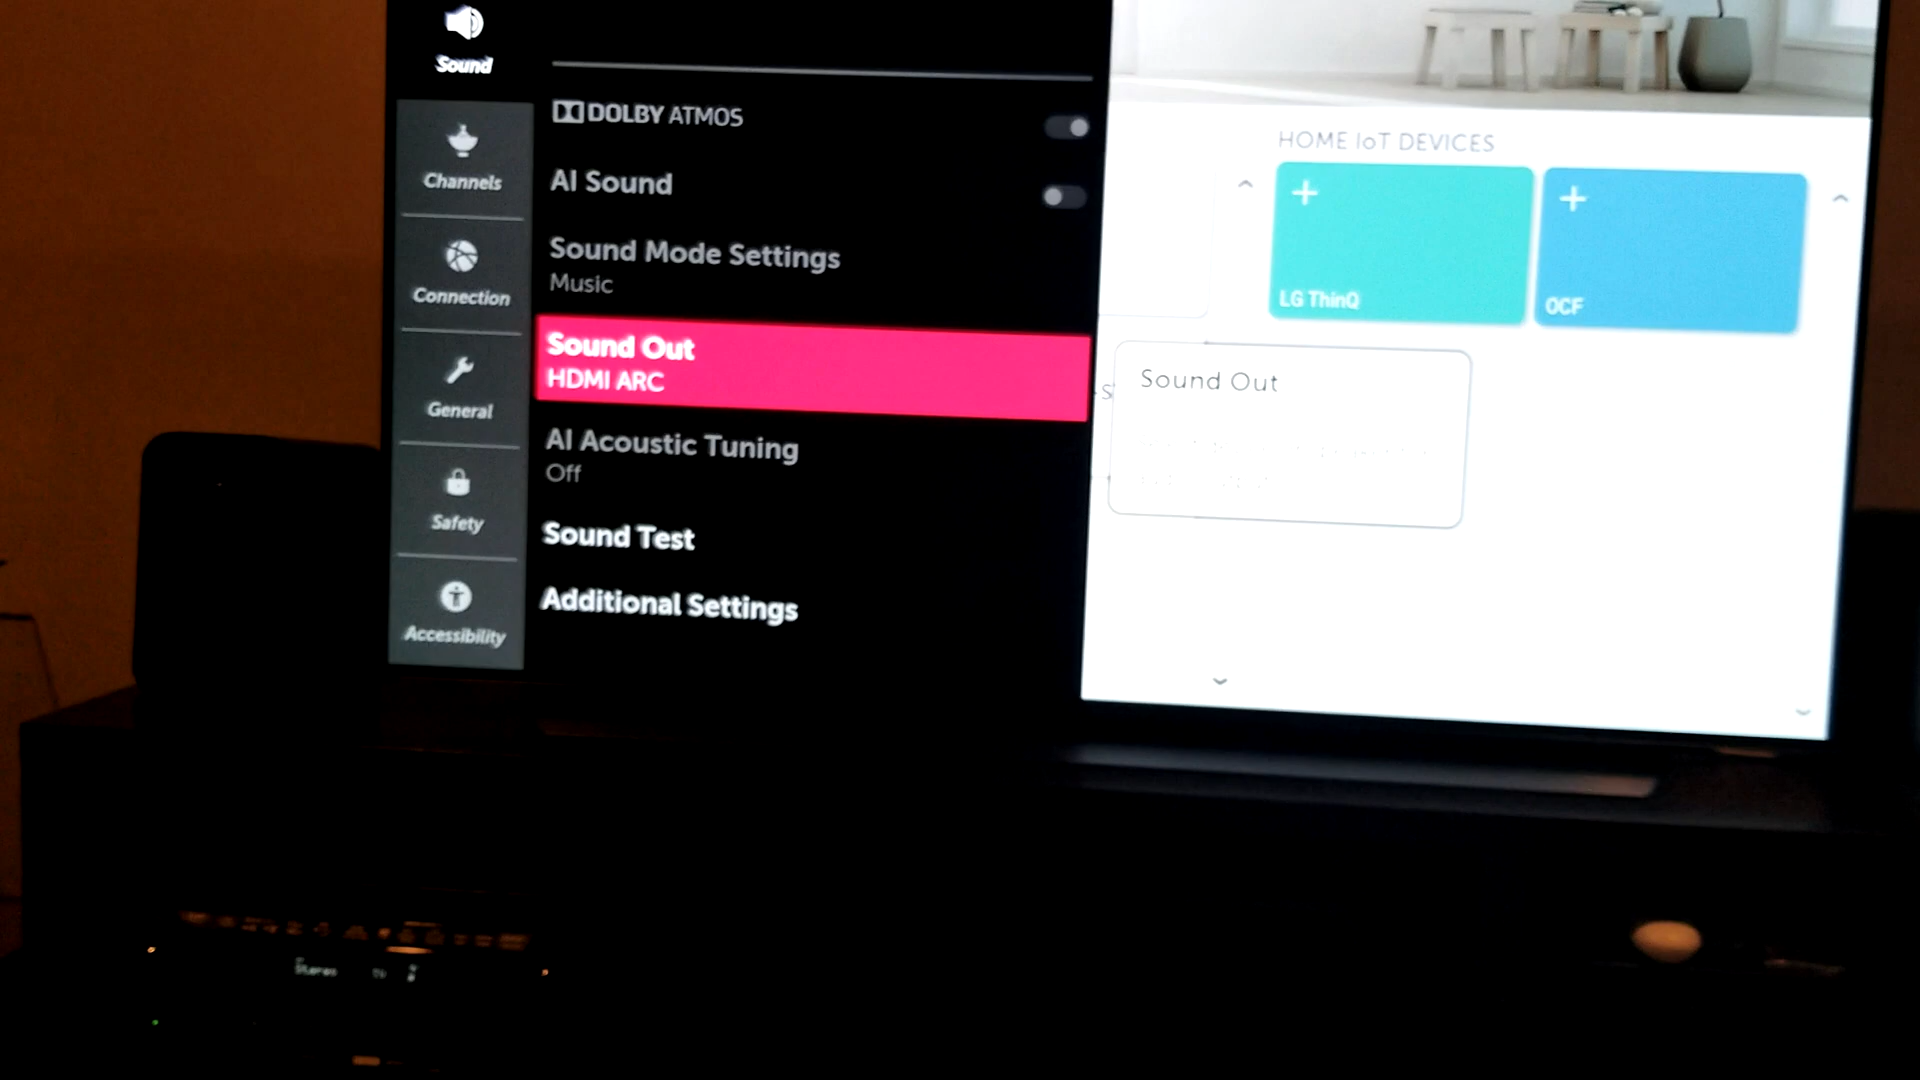 Sound
DOLBY ATMOS
AI Sound
Sound Mode Settings
Music
Sound Out
HDMI ARC
AI Acoustic Tuning
Off
Sound Test
Additional Settings
Channels
Connection
General
Safety
Accessibility
HOME IoT DEVICES
LG ThinQ
OCF
Sound Out
Stereo